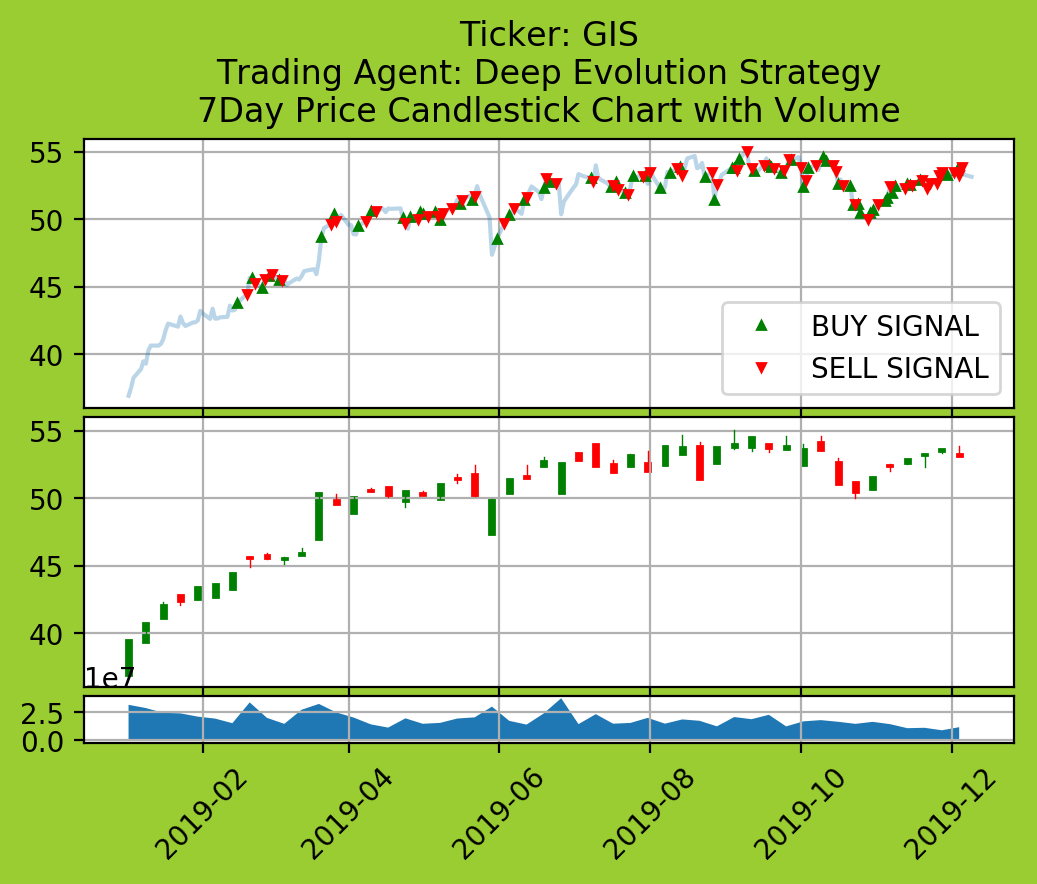 Ticker: GIS
Trading Agent: Deep Evolution Strategy
7Day Price Candlestick Chart with Volume
55
50
45
40
BUY SIGNAL
SELL SIGNAL
55
50
45
40
1e7
2.5
0.0
2019-02
2019-04
2019-06
2019-08
2019-10
2019-12